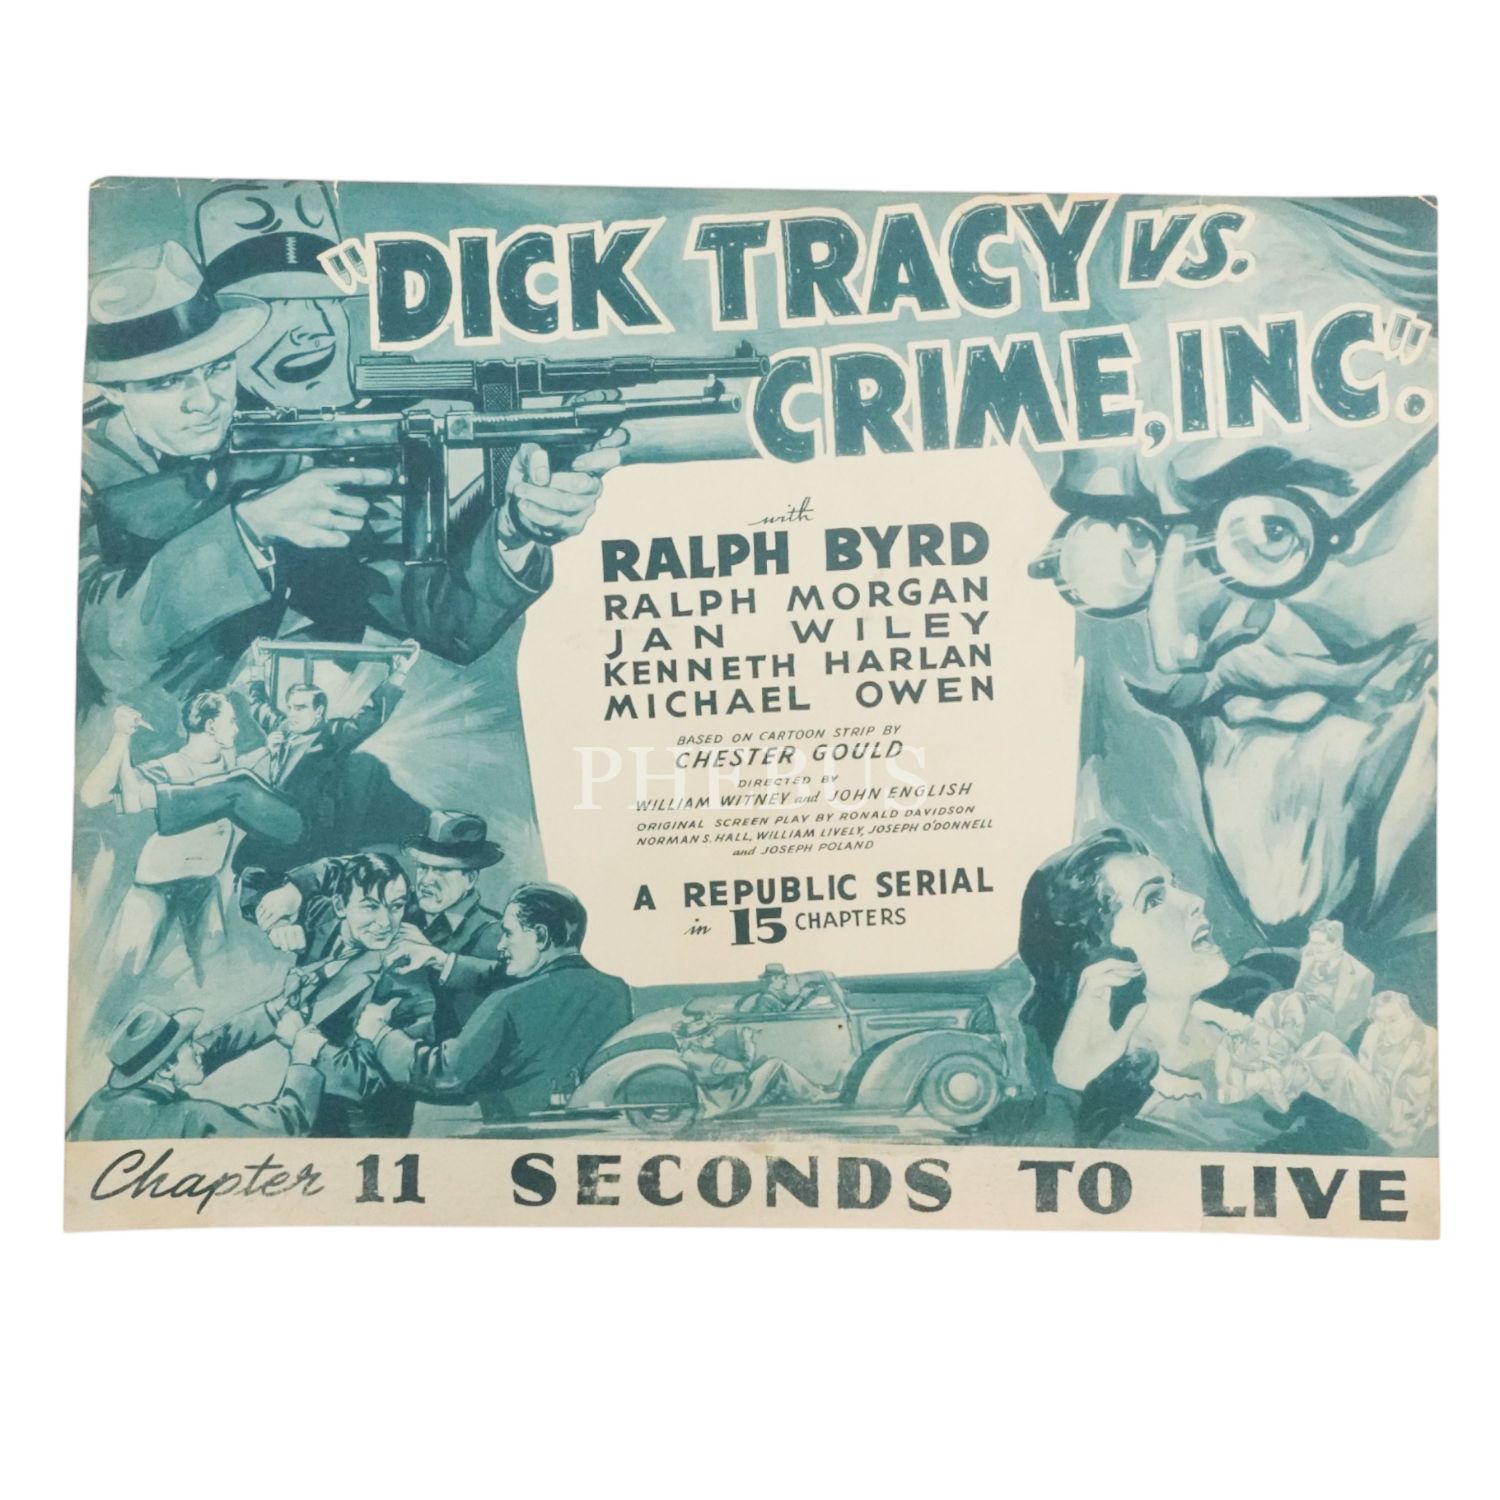 "DICK TRACY VS.
CRIME, INC."
with
RALPH BYRD
RALPH MORGAN
JAN WILEY
KENNETH HARLAN
MICHAEL OWEN
BASED ON CARTOON STRIP BY
CHESTER GOULD
PHEBUS
DIRECTED BY
WILLIAM WITNEY and JOHN ENGLISH
ORIGINAL SCREEN PLAY BY RONALD DAVIDSON
NORMAN S. HALL, WILLIAM LIVELY, JOSEPH O'DONNELL
and JOSEPH POLAND
A REPUBLIC SERIAL
in 15 CHAPTERS
Chapter 11 SECONDS TO LIVE